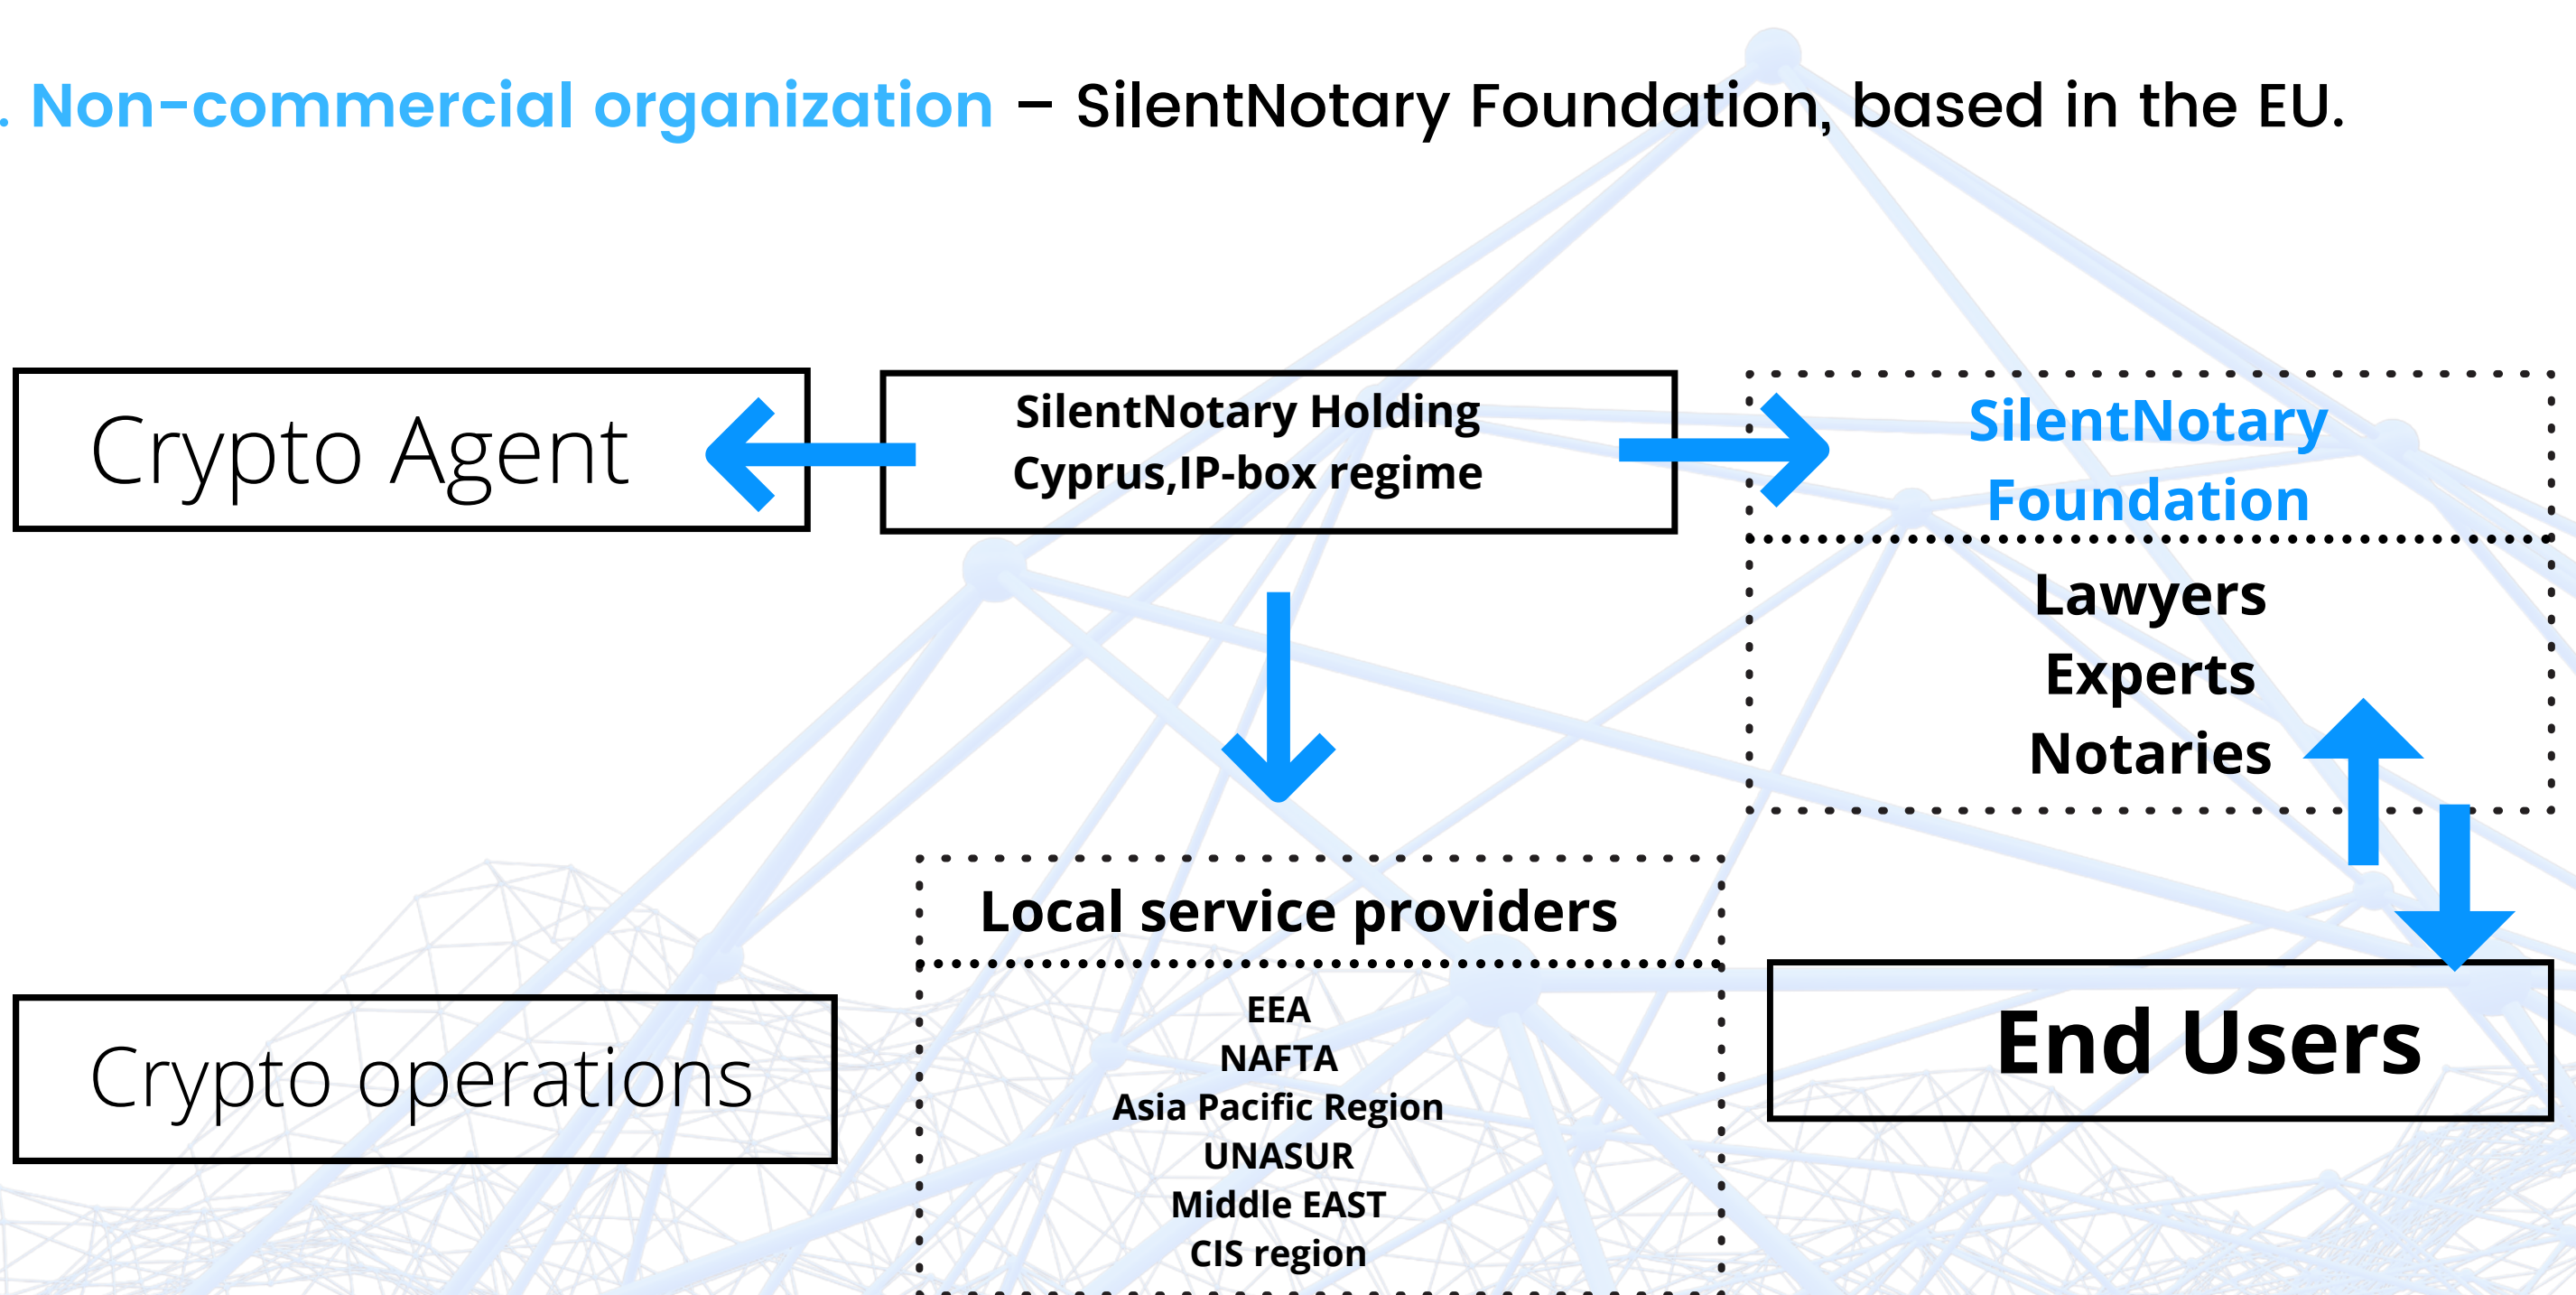 . Non-commercial organization – SilentNotary Foundation, based in the EU.
Crypto Agent
SilentNotary Holding
Cyprus,IP-box regime
SilentNotary
Foundation
Lawyers
Experts
Notaries
Local service providers
EEA
NAFTA
Asia Pacific Region
UNASUR
Middle EAST
CIS region
Crypto operations
End Users